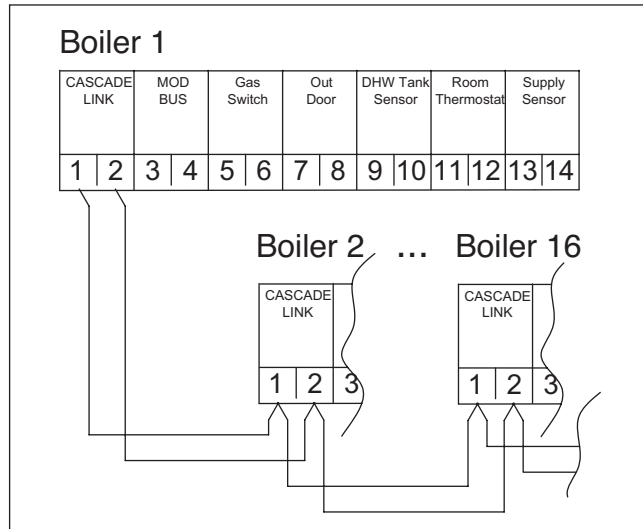 Boiler 1
CASCADE LINK MOD BUS Gas Switch Out Door DHW Tank Sensor Room Thermostat Supply Sensor
1 2 3 4 5 6 7 8 9 10 11 12 13 14
Boiler 2 ... Boiler 16
CASCADE LINK CASCADE LINK
1 2 3 1 2 3